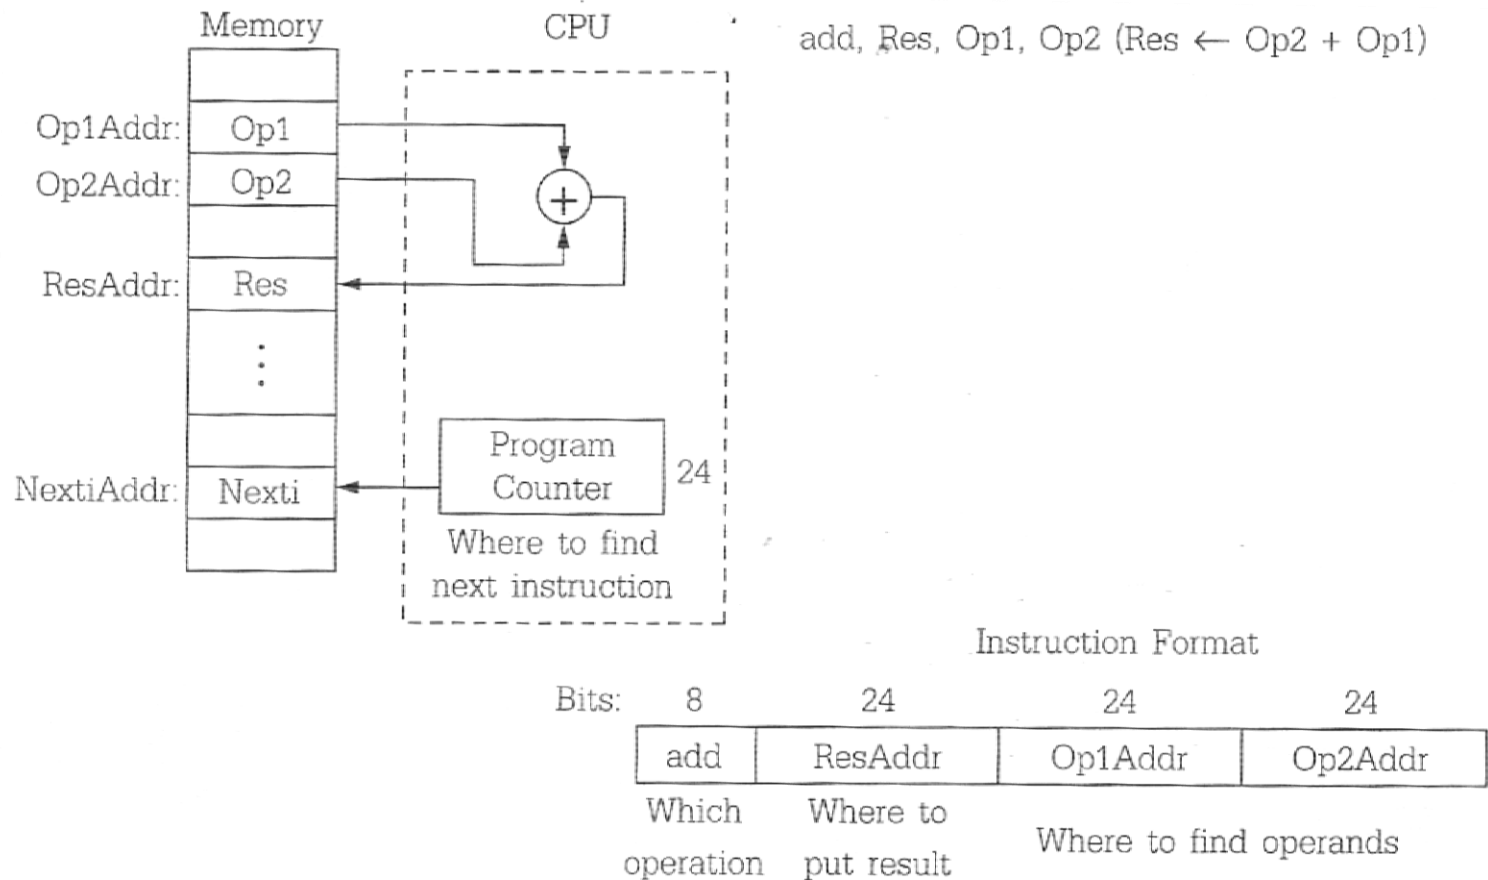 Memory
CPU
add, Res, Op1, Op2 (Res ← Op2 + Op1)
Op1Addr: Op1
Op2Addr: Op2
+
ResAddr: Res
⋮
Program
Counter
24
NextiAddr: Nexti
Where to find
next instruction
Instruction Format
Bits: 8 24 24 24
add ResAddr Op1Addr Op2Addr
Which
operation
Where to
put result
Where to find operands